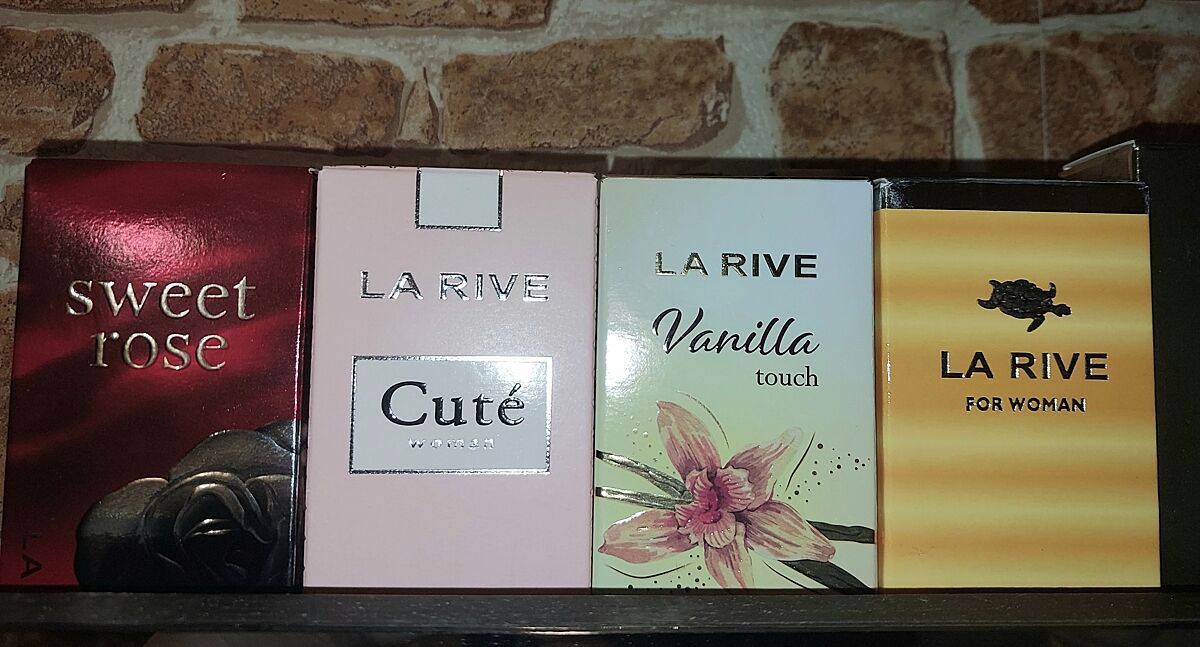 sweet
rose
LA
LA RIVE
Cuté
WOMAN
LA RIVE
Vanilla
touch
LA RIVE
FOR WOMAN